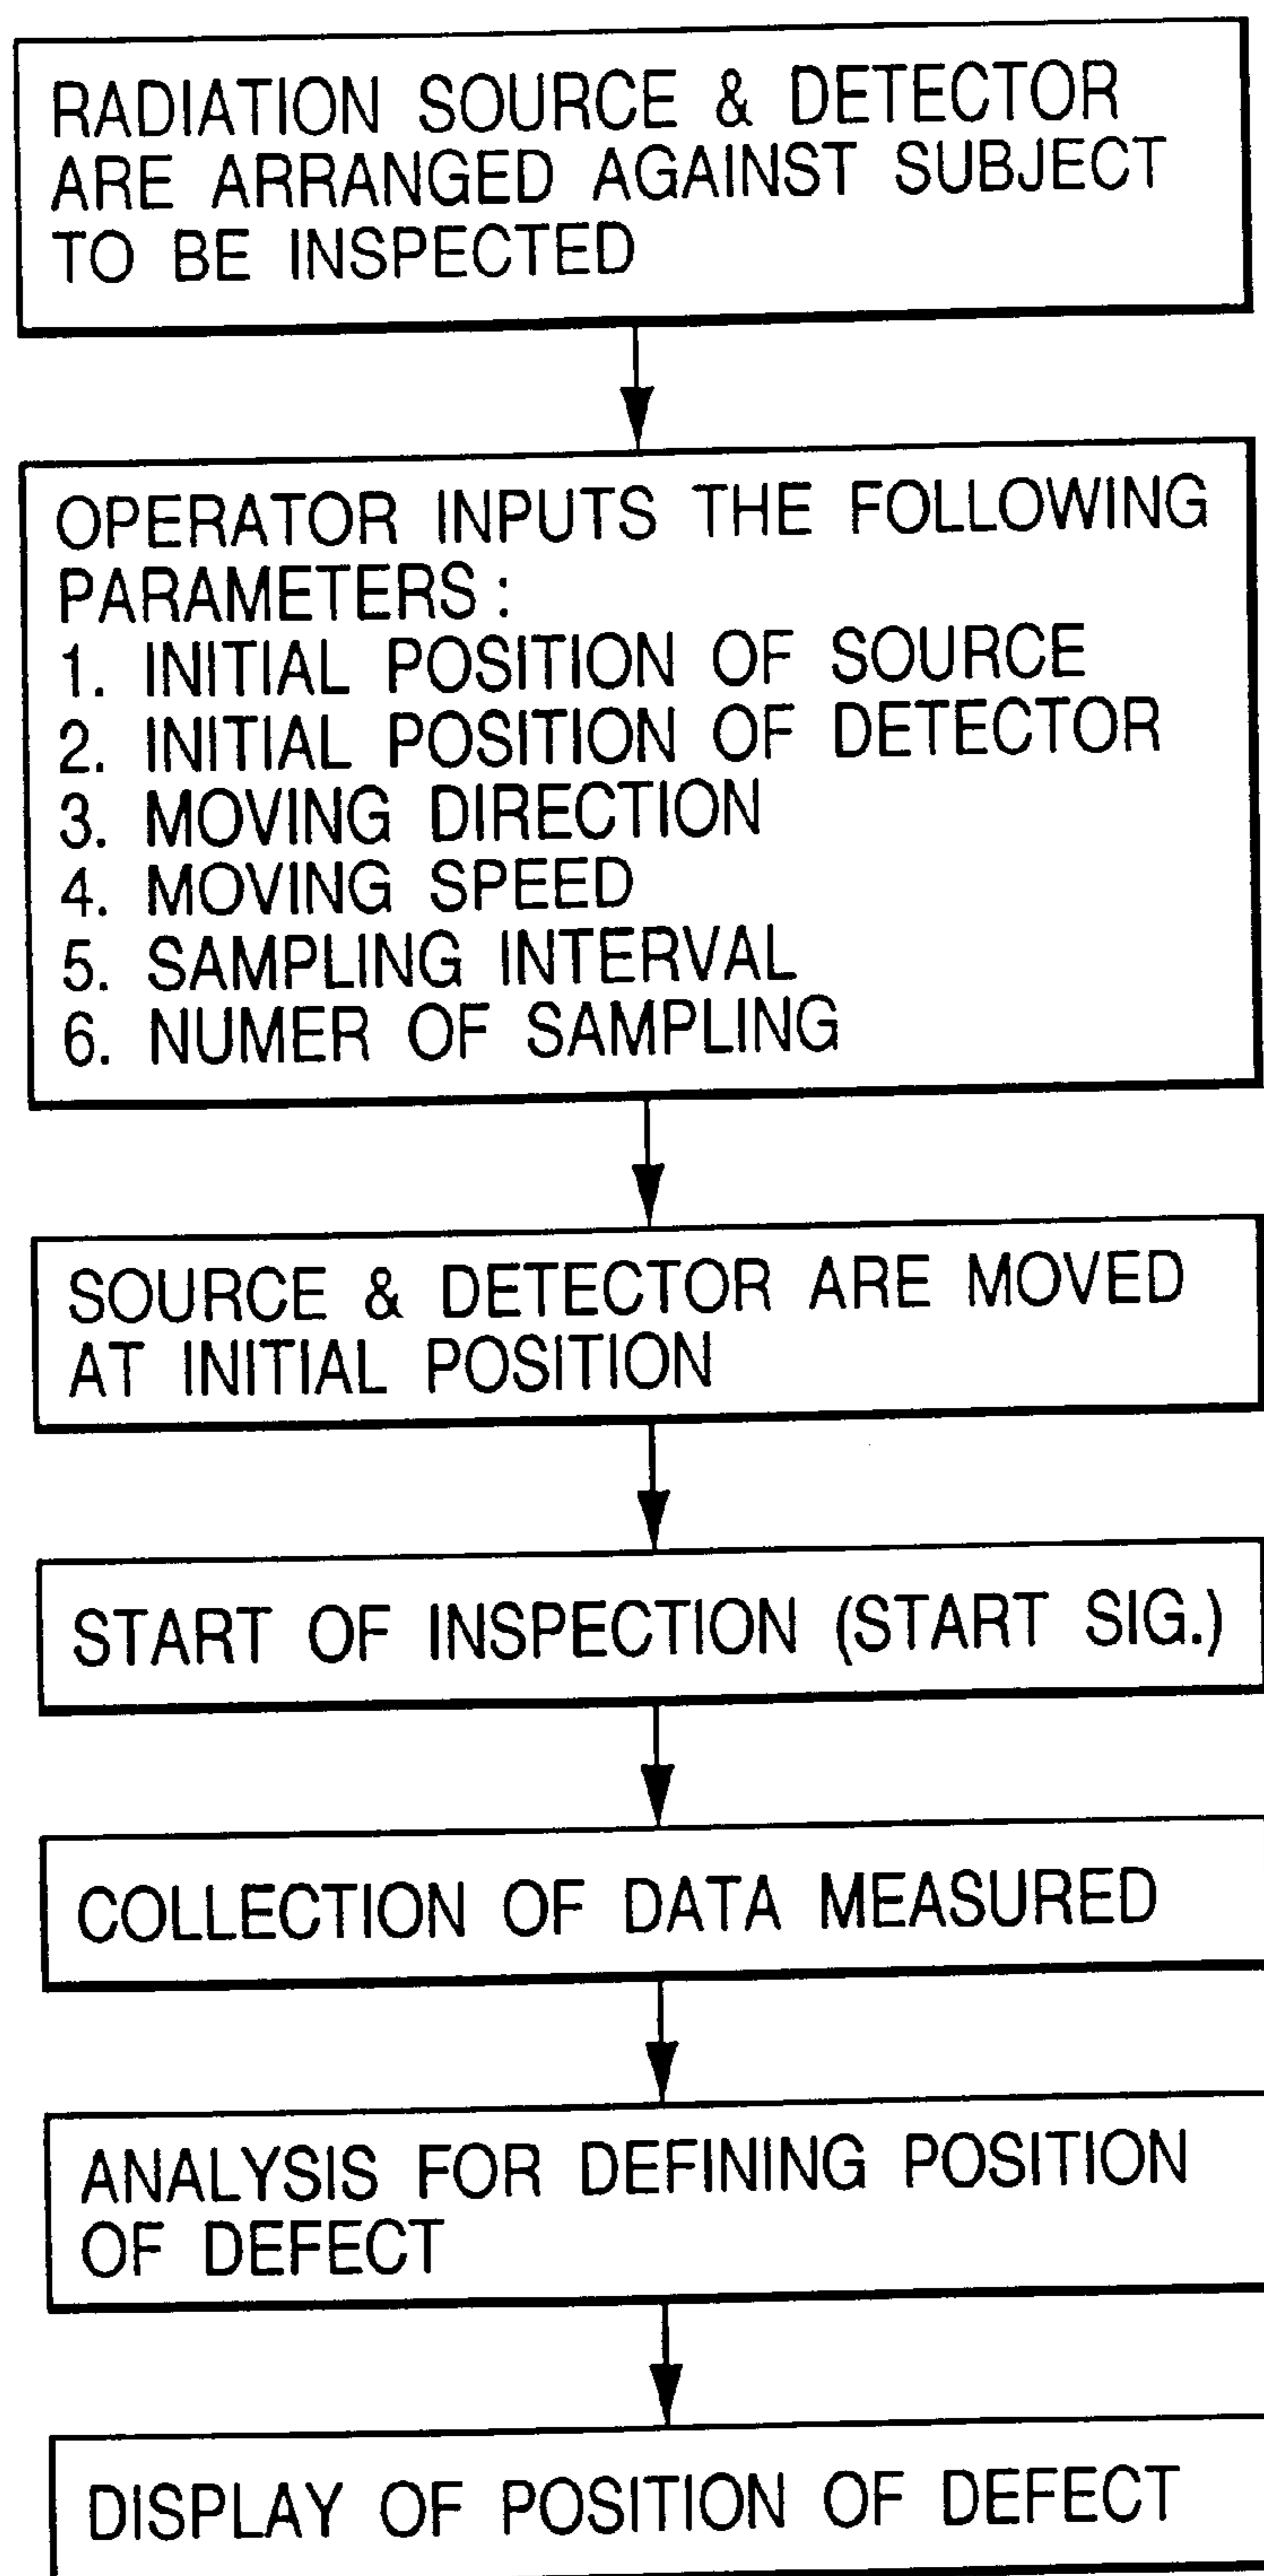 RADIATION SOURCE & DETECTOR
ARE ARRANGED AGAINST SUBJECT
TO BE INSPECTED
OPERATOR INPUTS THE FOLLOWING
PARAMETERS :
1. INITIAL POSITION OF SOURCE
2. INITIAL POSITION OF DETECTOR
3. MOVING DIRECTION
4. MOVING SPEED
5. SAMPLING INTERVAL
6. NUMER OF SAMPLING
SOURCE & DETECTOR ARE MOVED
AT INITIAL POSITION
START OF INSPECTION (START SIG.)
COLLECTION OF DATA MEASURED
ANALYSIS FOR DEFINING POSITION
OF DEFECT
DISPLAY OF POSITION OF DEFECT